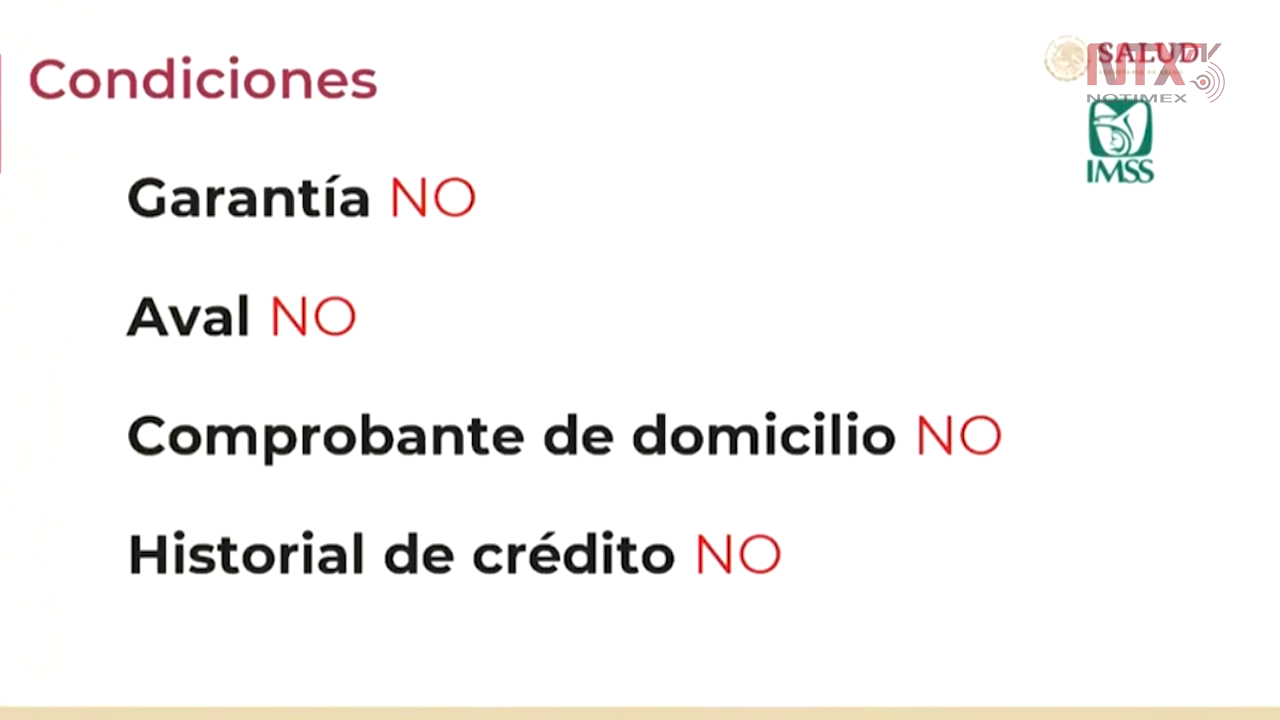 Condiciones
SALUD
NTX
NOTIMEX
IMSS
Garantía NO
Aval NO
Comprobante de domicilio NO
Historial de crédito NO